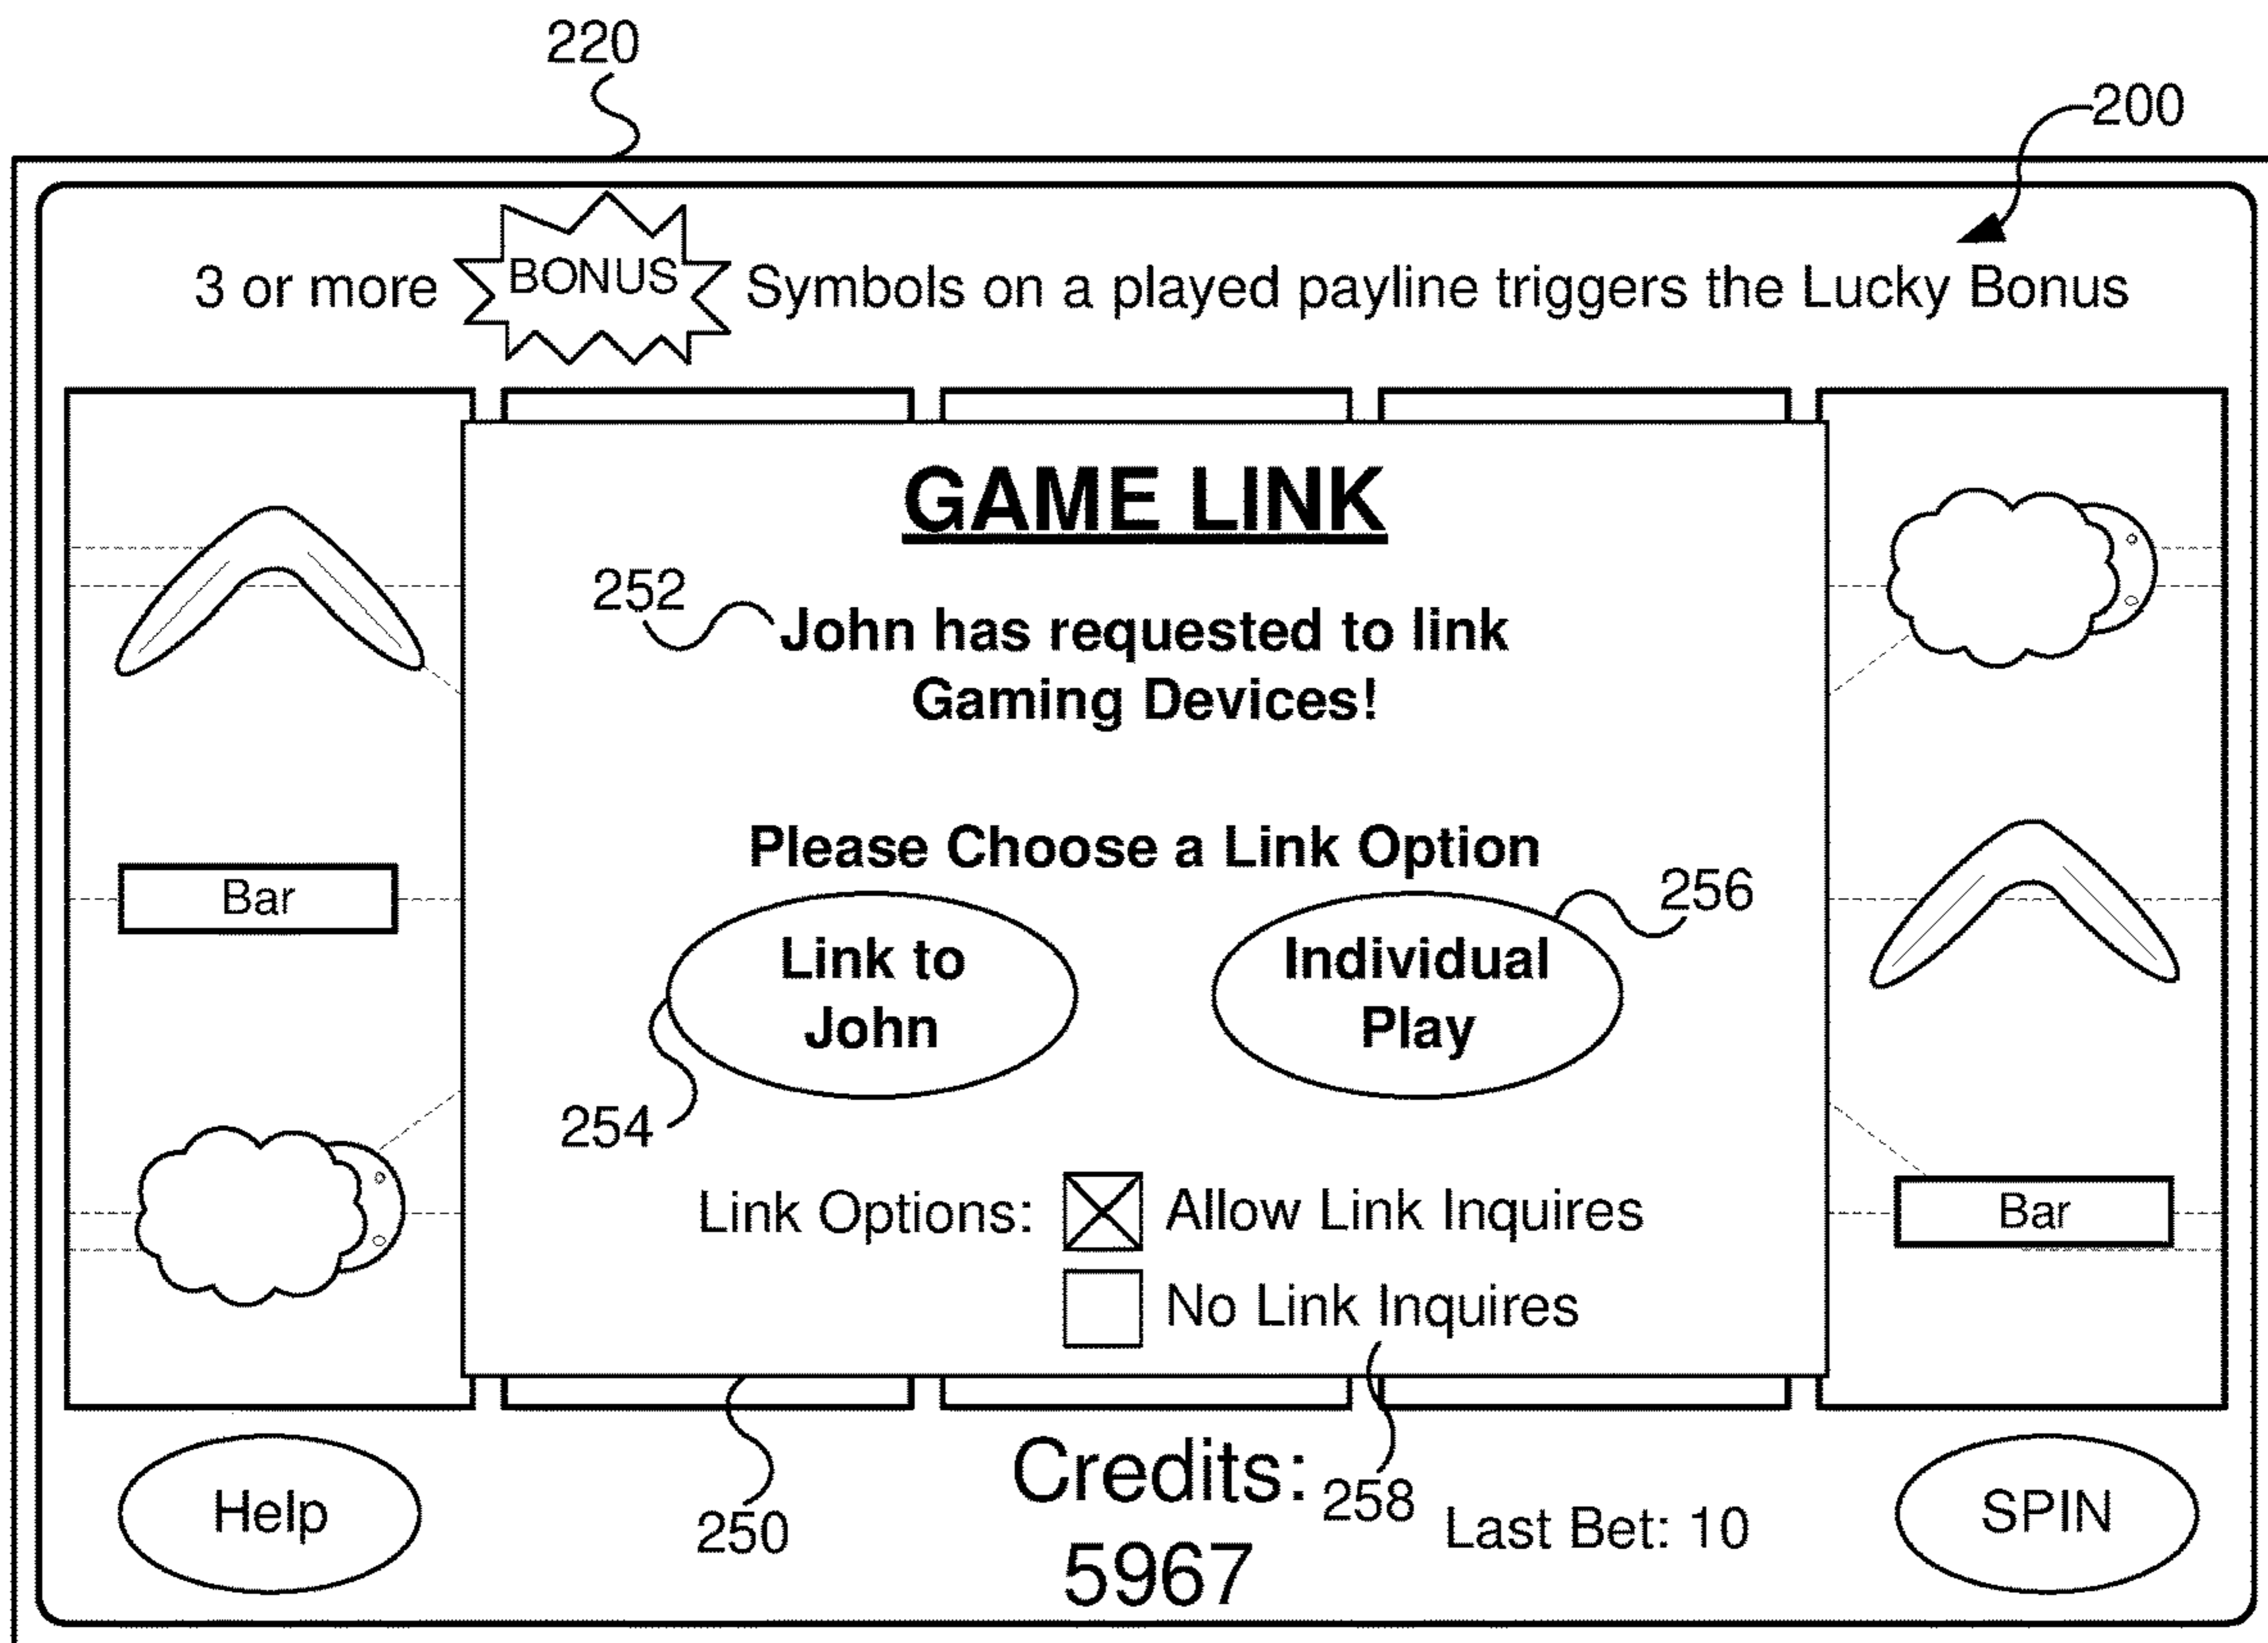 220
200
3 or more BONUS Symbols on a played payline triggers the Lucky Bonus
GAME LINK
252
John has requested to link
Gaming Devices!
Please Choose a Link Option
256
Bar
Link to
John
Individual
Play
254
Link Options: Allow Link Inquires
Bar
No Link Inquires
Help
250
Credits:
5967
258
Last Bet: 10
SPIN